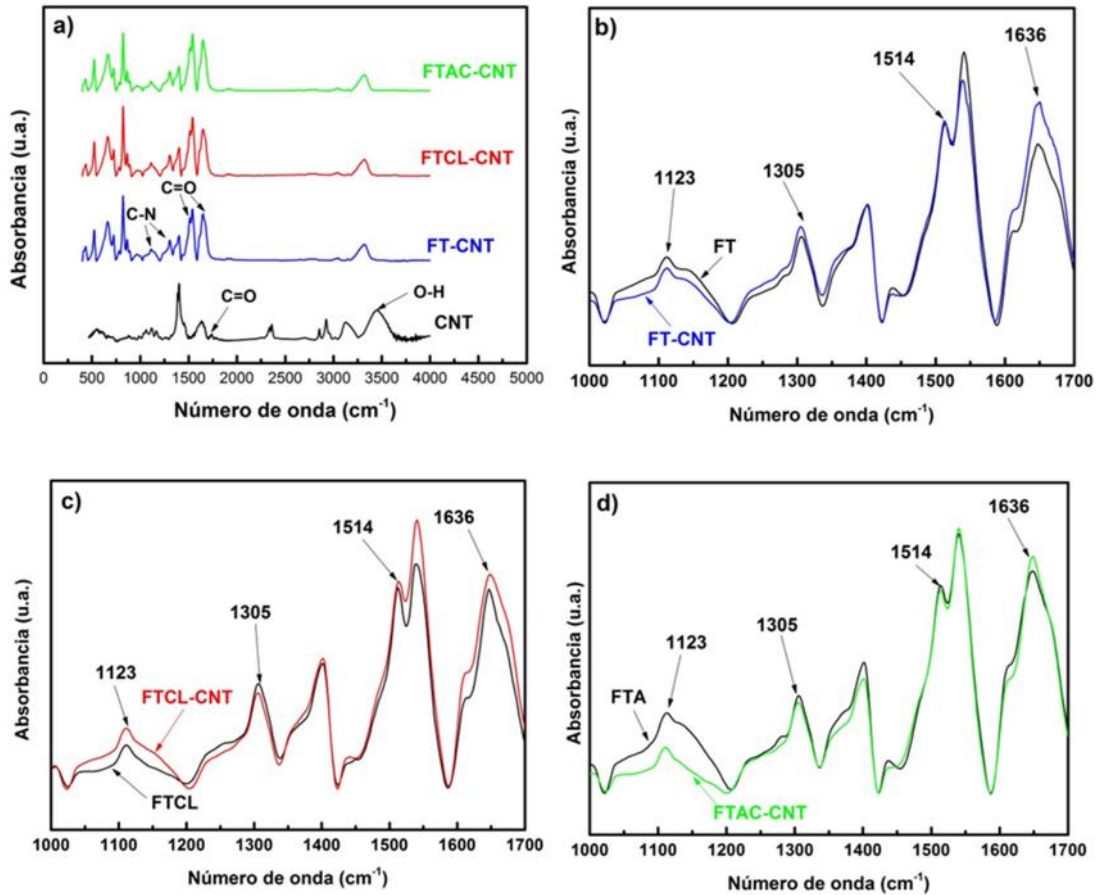 a)
FTAC-CNT
FTCL-CNT
C=O
C-N
FT-CNT
C=O
O-H
CNT
Absorbancia (u.a.)
0 500 1000 1500 2000 2500 3000 3500 4000 4500 5000
Número de onda (cm-1)
b)
1636
1514
1305
1123
FT
FT-CNT
Absorbancia (u.a.)
1000 1100 1200 1300 1400 1500 1600 1700
Número de onda (cm-1)
c)
1636
1514
1305
1123
FTCL-CNT
FTCL
Absorbancia (u.a.)
1000 1100 1200 1300 1400 1500 1600 1700
Número de onda (cm-1)
d)
1636
1514
1305
1123
FTA
FTAC-CNT
Absorbancia (u.a.)
1000 1100 1200 1300 1400 1500 1600 1700
Número de onda (cm-1)